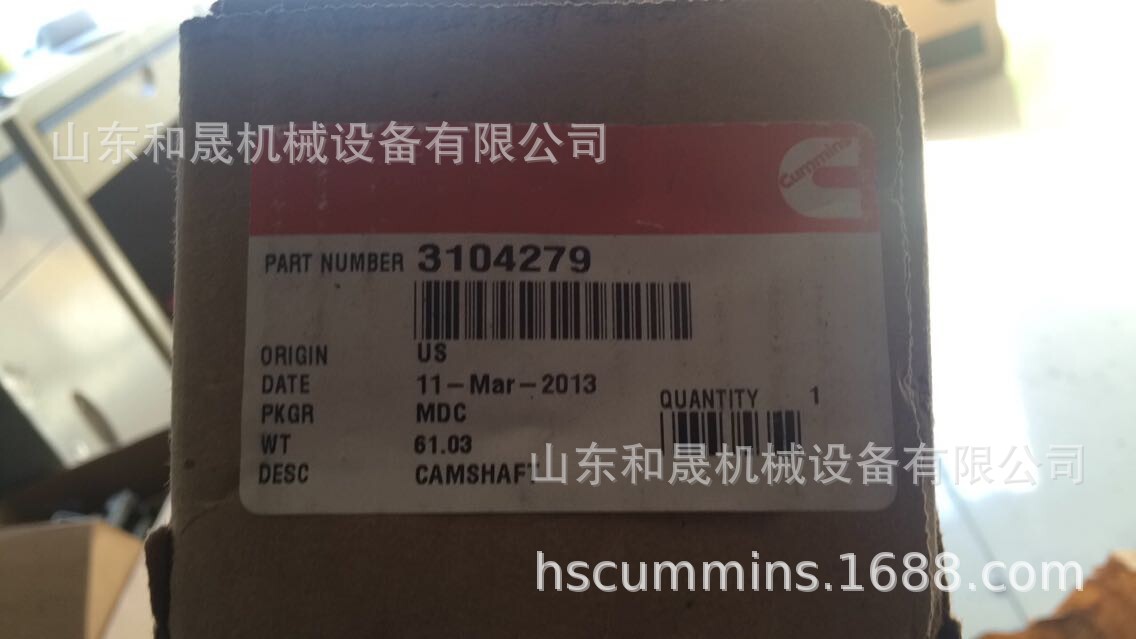 山东和晟机械设备有限公司
Cummins
PART NUMBER 3104279
ORIGIN US
DATE 11-Mar-2013
PKGR MDC
QUANTITY 1
WT 61.03
DESC CAMSHAFT
山东和晟机械设备有限公司
hscummins.1688.com